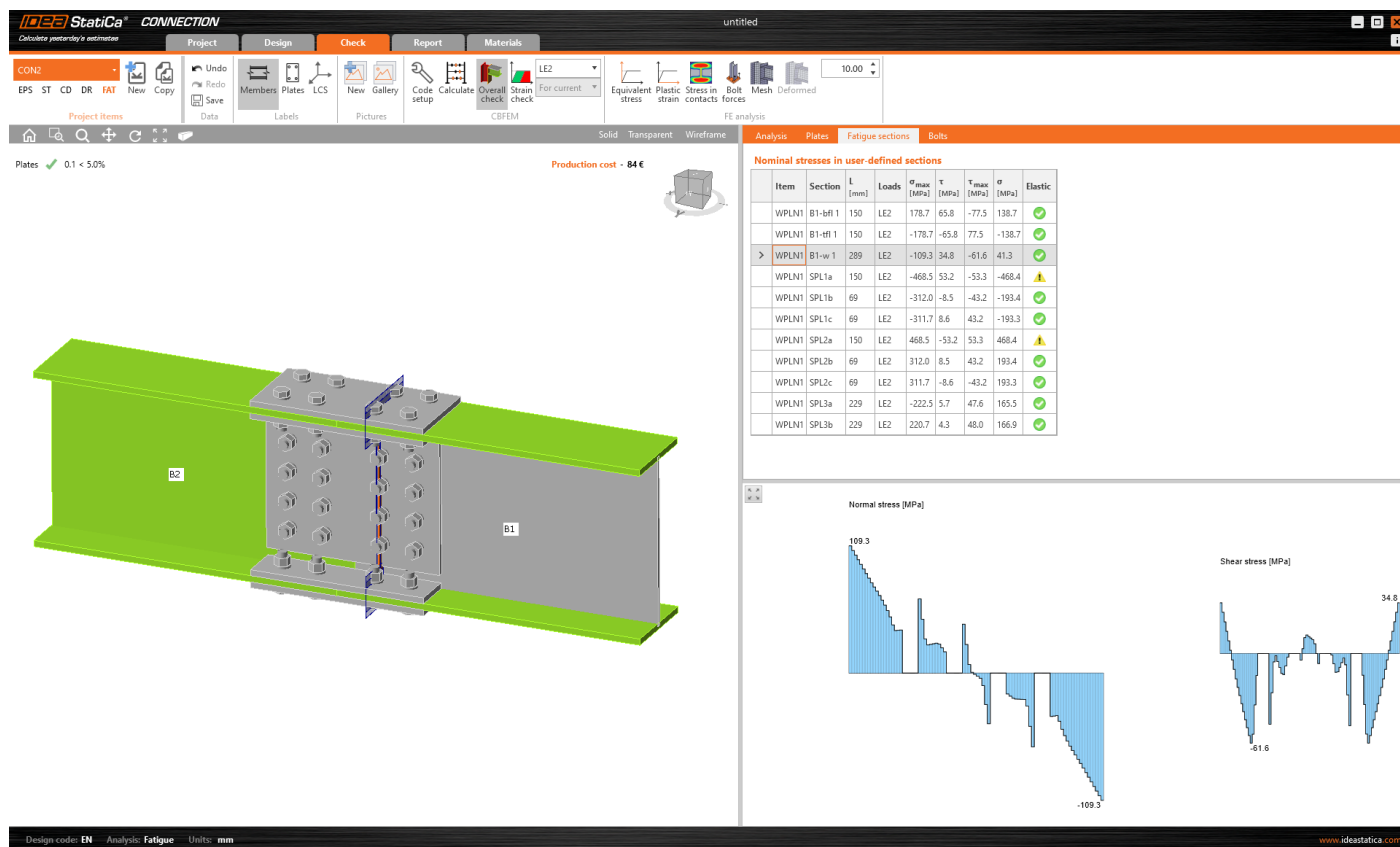 IDEA StatiCa® CONNECTION
untitled
Calculate yesterday's estimates
Project Design Check Report Materials
CON2
EPS ST CD DR FAT
New Copy
Project items
Undo
Redo
Save
Data
Members Plates LCS
Labels
New Gallery
Pictures
Code setup Calculate Overall check Strain check
LE2
For current
CBFEM
Equivalent stress Plastic strain Stress in contacts Bolt forces Mesh Deformed
10.00
FE analysis
Solid Transparent Wireframe
Plates 0.1 < 5.0%
Production cost - 84 €
B2
B1
Analysis Plates Fatigue sections Bolts
Nominal stresses in user-defined sections
Item Section L [mm] Loads σmax [MPa] τ [MPa] τmax [MPa] σ [MPa] Elastic
WPLN1 B1-bfl 1 150 LE2 178.7 65.8 -77.5 138.7
WPLN1 B1-tfl 1 150 LE2 -178.7 -65.8 77.5 -138.7
WPLN1 B1-w 1 289 LE2 -109.3 34.8 -61.6 41.3
WPLN1 SPL1a 150 LE2 -468.5 53.2 -53.3 -468.4
WPLN1 SPL1b 69 LE2 -312.0 -8.5 -43.2 -193.4
WPLN1 SPL1c 69 LE2 -311.7 8.6 43.2 -193.3
WPLN1 SPL2a 150 LE2 468.5 -53.2 53.3 468.4
WPLN1 SPL2b 69 LE2 312.0 8.5 43.2 193.4
WPLN1 SPL2c 69 LE2 311.7 -8.6 -43.2 193.3
WPLN1 SPL3a 229 LE2 -222.5 5.7 47.6 165.5
WPLN1 SPL3b 229 LE2 220.7 4.3 48.0 166.9
Normal stress [MPa]
109.3
-109.3
Shear stress [MPa]
34.8
-61.6
Design code: EN Analysis: Fatigue Units: mm
www.ideastatica.com